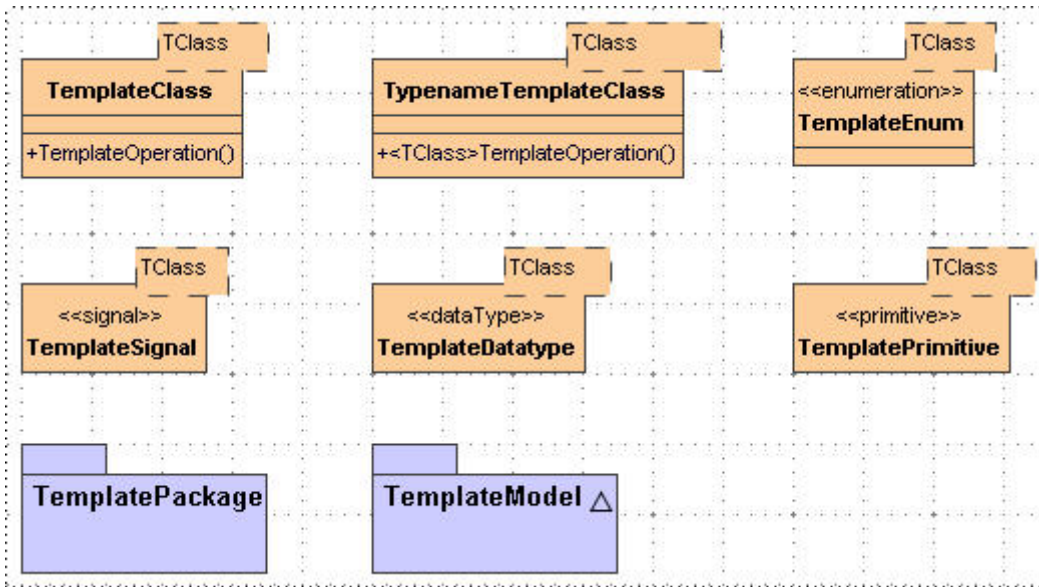 TClass TClass TClass
TemplateClass TypenameTemplateClass <<enumeration>>
TemplateEnum
+TemplateOperation() +<TClass>TemplateOperation()
TClass TClass TClass
<<signal>> <<dataType>> <<primitive>>
TemplateSignal TemplateDatatype TemplatePrimitive
TemplatePackage TemplateModel